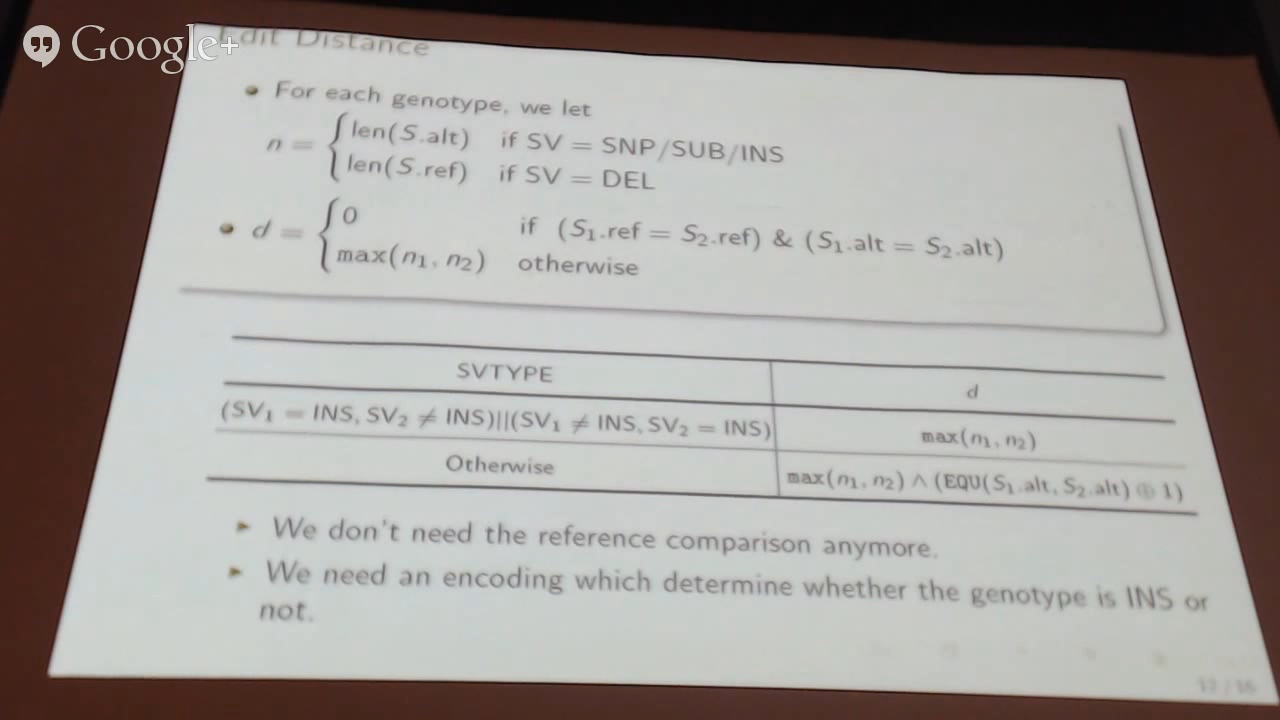 Google+
Edit Distance
For each genotype, we let
n = { len(S.alt) if SV = SNP/SUB/INS
len(S.ref) if SV = DEL
d = { 0 if (S₁.ref = S₂.ref) & (S₁.alt = S₂.alt)
max(n₁, n₂) otherwise
SVTYPE d
(SV₁ = INS, SV₂ ≠ INS)||(SV₁ ≠ INS, SV₂ = INS) max(n₁, n₂)
Otherwise max(n₁, n₂) ∧ (EQU(S₁.alt, S₂.alt) ⊕ 1)
We don't need the reference comparison anymore.
We need an encoding which determine whether the genotype is INS or
not.
12 / 16